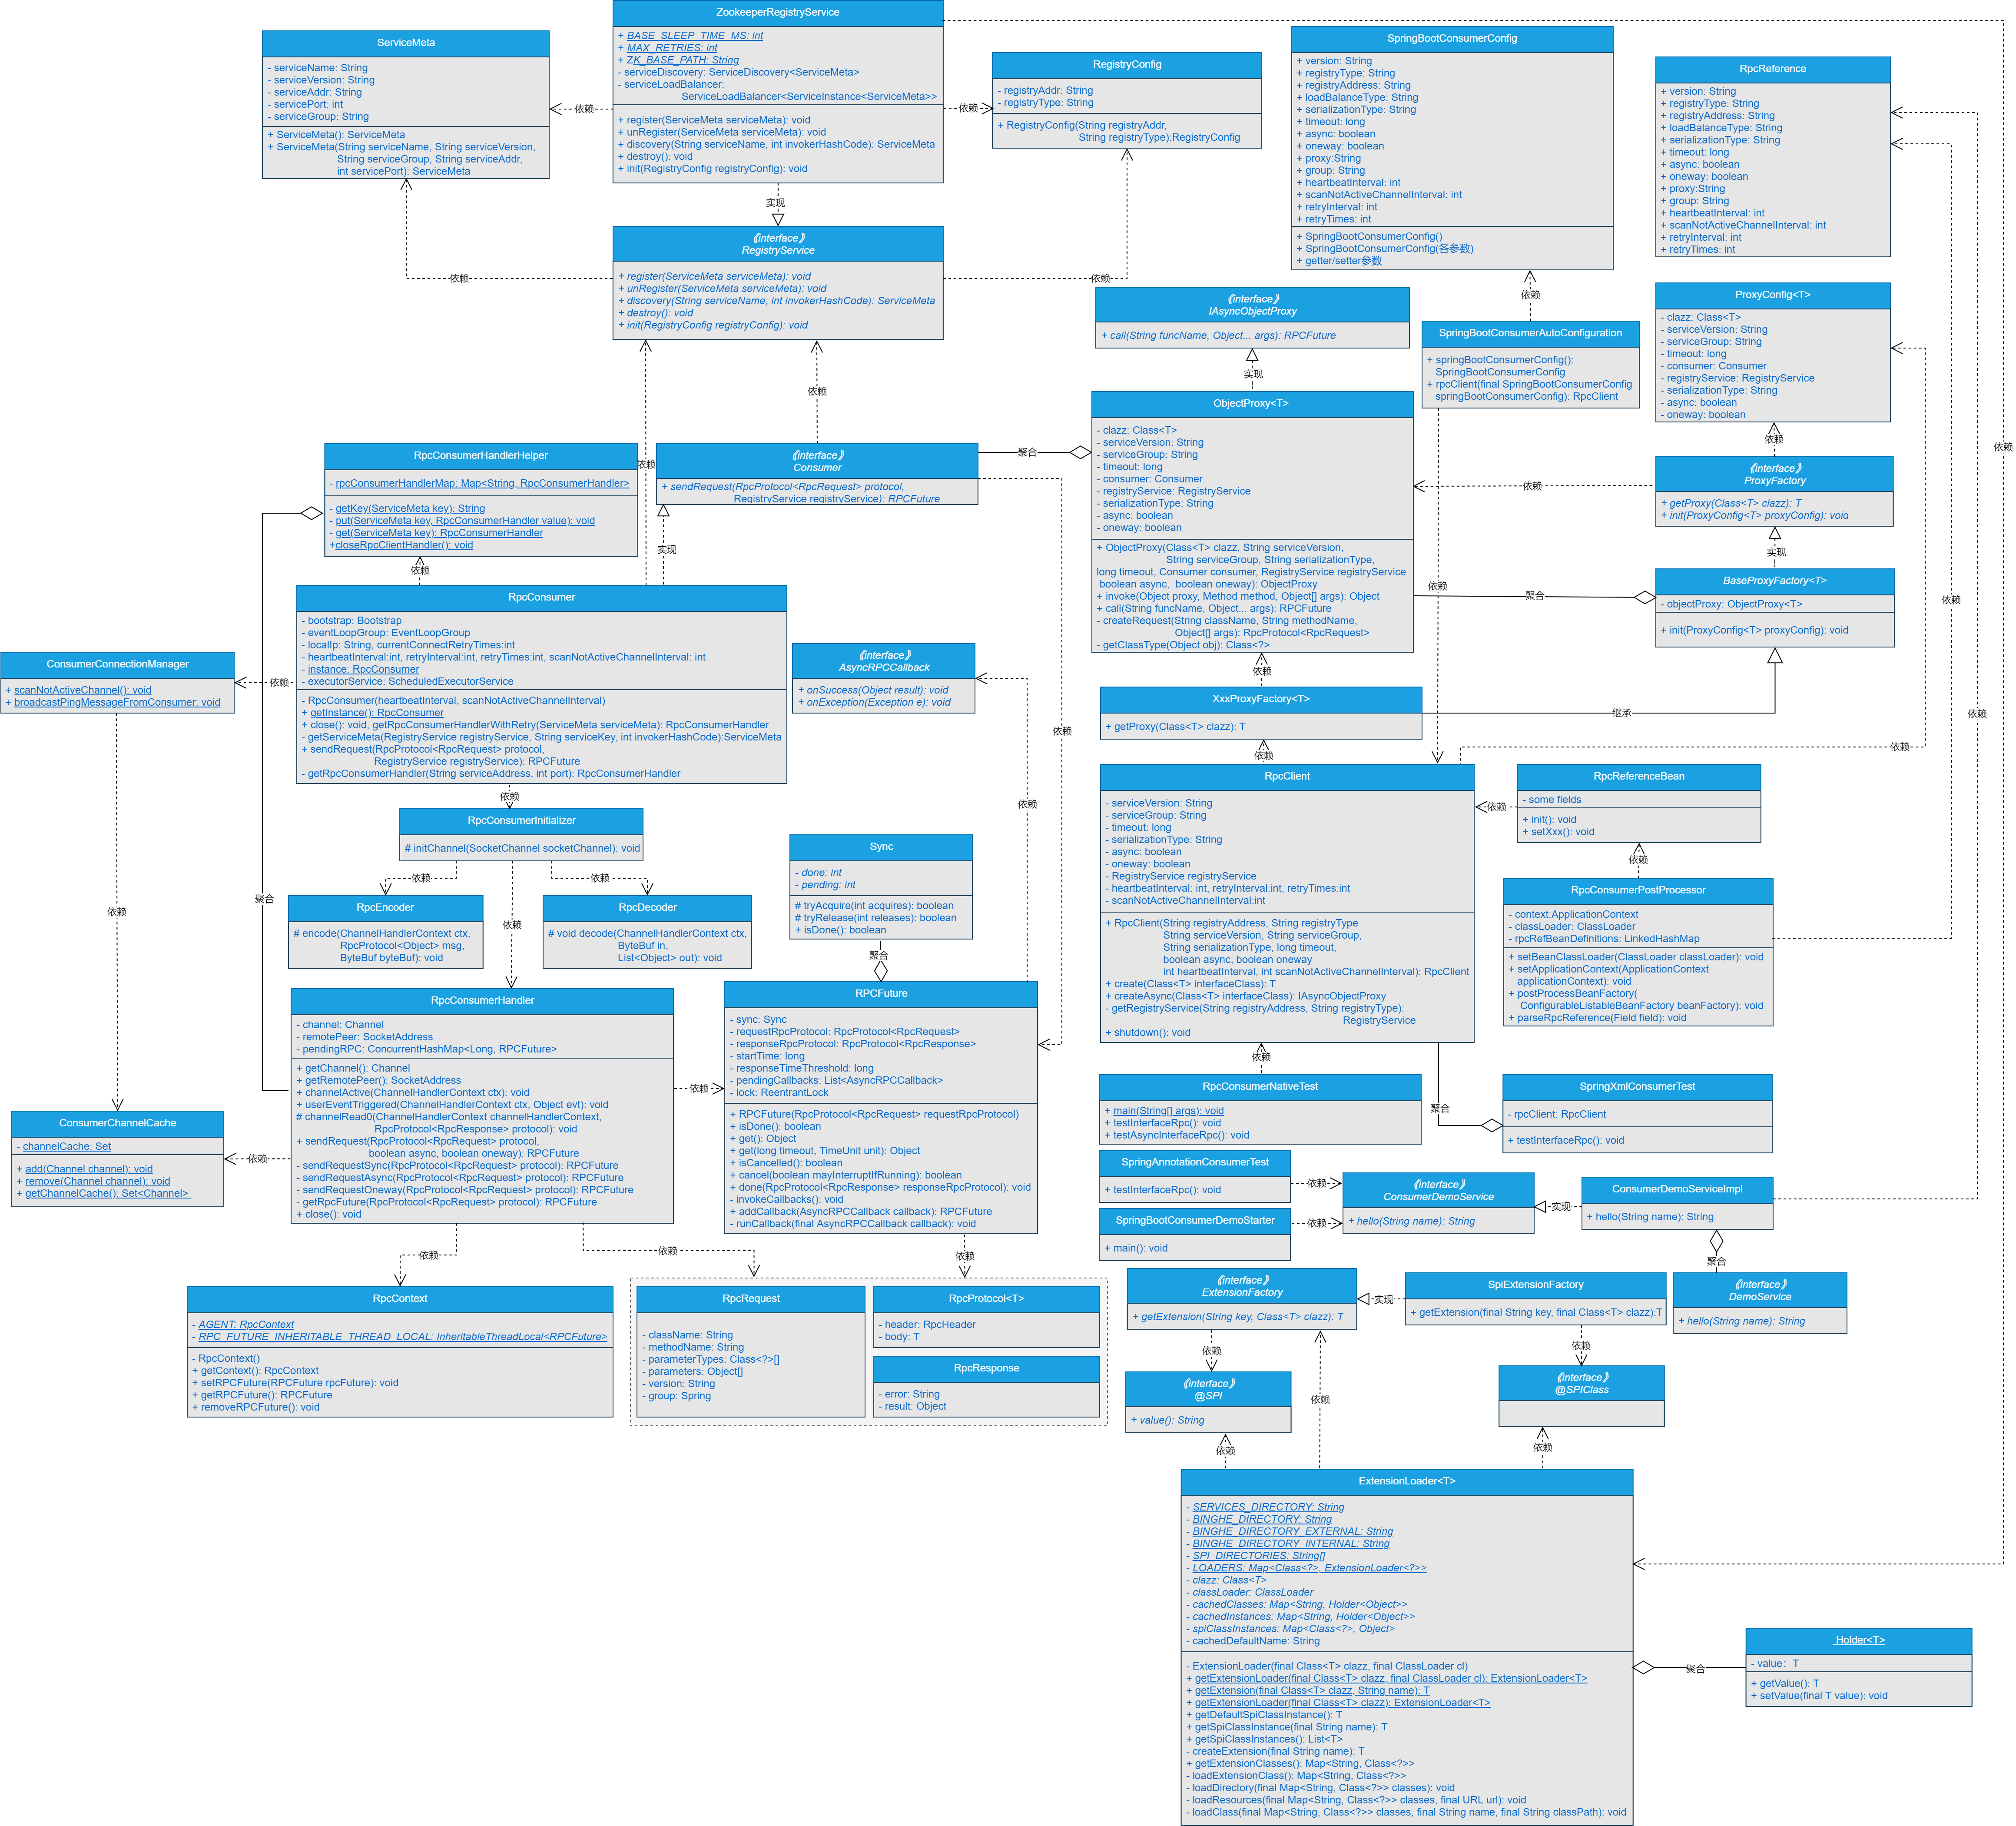 ZookeeperRegistryService
+ BASE_SLEEP_TIME_MS: int
+ MAX_RETRIES: int
+ ZK_BASE_PATH: String
- serviceDiscovery: ServiceDiscovery<ServiceMeta>
- serviceLoadBalancer:
ServiceLoadBalancer<ServiceInstance<ServiceMeta>>
+ register(ServiceMeta serviceMeta): void
+ unRegister(ServiceMeta serviceMeta): void
+ discovery(String serviceName, int invokerHashCode): ServiceMeta
+ destroy(): void
+ init(RegistryConfig registryConfig): void
ServiceMeta
- serviceName: String
- serviceVersion: String
- serviceAddr: String
- servicePort: int
- serviceGroup: String
+ ServiceMeta(): ServiceMeta
+ ServiceMeta(String serviceName, String serviceVersion,
String serviceGroup, String serviceAddr,
int servicePort): ServiceMeta
依赖
依赖
RegistryConfig
- registryAddr: String
- registryType: String
+ RegistryConfig(String registryAddr,
String registryType):RegistryConfig
SpringBootConsumerConfig
+ version: String
+ registryType: String
+ registryAddress: String
+ loadBalanceType: String
+ serializationType: String
+ timeout: long
+ async: boolean
+ oneway: boolean
+ proxy:String
+ group: String
+ heartbeatInterval: int
+ scanNotActiveChannelInterval: int
+ retryInterval: int
+ retryTimes: int
+ SpringBootConsumerConfig()
+ SpringBootConsumerConfig(各参数)
+ getter/setter参数
RpcReference
+ version: String
+ registryType: String
+ registryAddress: String
+ loadBalanceType: String
+ serializationType: String
+ timeout: long
+ async: boolean
+ oneway: boolean
+ proxy:String
+ group: String
+ heartbeatInterval: int
+ scanNotActiveChannelInterval: int
+ retryInterval: int
+ retryTimes: int
实现
《interface》
RegistryService
+ register(ServiceMeta serviceMeta): void
+ unRegister(ServiceMeta serviceMeta): void
+ discovery(String serviceName, int invokerHashCode): ServiceMeta
+ destroy(): void
+ init(RegistryConfig registryConfig): void
依赖
依赖
依赖
《interface》
IAsyncObjectProxy
+ call(String funcName, Object... args): RPCFuture
实现
SpringBootConsumerAutoConfiguration
+ springBootConsumerConfig():
SpringBootConsumerConfig
+ rpcClient(final SpringBootConsumerConfig
springBootConsumerConfig): RpcClient
ProxyConfig<T>
- clazz: Class<T>
- serviceVersion: String
- serviceGroup: String
- timeout: long
- consumer: Consumer
- registryService: RegistryService
- serializationType: String
- async: boolean
- oneway: boolean
依赖
依赖
依赖
依赖
RpcConsumerHandlerHelper
- rpcConsumerHandlerMap: Map<String, RpcConsumerHandler>
- getKey(ServiceMeta key): String
- put(ServiceMeta key, RpcConsumerHandler value): void
- get(ServiceMeta key): RpcConsumerHandler
+closeRpcClientHandler(): void
《interface》
Consumer
+ sendRequest(RpcProtocol<RpcRequest> protocol,
RegistryService registryService): RPCFuture
聚合
ObjectProxy<T>
- clazz: Class<T>
- serviceVersion: String
- serviceGroup: String
- timeout: long
- consumer: Consumer
- registryService: RegistryService
- serializationType: String
- async: boolean
- oneway: boolean
+ ObjectProxy(Class<T> clazz, String serviceVersion,
String serviceGroup, String serializationType,
long timeout, Consumer consumer, RegistryService registryService
boolean async,  boolean oneway): ObjectProxy
+ invoke(Object proxy, Method method, Object[] args): Object
+ call(String funcName, Object... args): RPCFuture
- createRequest(String className, String methodName,
Object[] args): RpcProtocol<RpcRequest>
- getClassType(Object obj): Class<?>
依赖
《interface》
ProxyFactory
+ getProxy(Class<T> clazz): T
+ init(ProxyConfig<T> proxyConfig): void
实现
聚合
BaseProxyFactory<T>
- objectProxy: ObjectProxy<T>
+ init(ProxyConfig<T> proxyConfig): void
依赖
依赖
依赖
实现
RpcConsumer
- bootstrap: Bootstrap
- eventLoopGroup: EventLoopGroup
- localIp: String, currentConnectRetryTimes:int
- heartbeatInterval:int, retryInterval:int, retryTimes:int, scanNotActiveChannelInterval: int
- instance: RpcConsumer
- executorService: ScheduledExecutorService
- RpcConsumer(heartbeatInterval, scanNotActiveChannelInterval)
+ getInstance(): RpcConsumer
+ close(): void, getRpcConsumerHandlerWithRetry(ServiceMeta serviceMeta): RpcConsumerHandler
- getServiceMeta(RegistryService registryService, String serviceKey, int invokerHashCode):ServiceMeta
+ sendRequest(RpcProtocol<RpcRequest> protocol,
RegistryService registryService): RPCFuture
- getRpcConsumerHandler(String serviceAddress, int port): RpcConsumerHandler
ConsumerConnectionManager
+ scanNotActiveChannel(): void
+ broadcastPingMessageFromConsumer: void
依赖
《interface》
AsyncRPCCallback
+ onSuccess(Object result): void
+ onException(Exception e): void
依赖
依赖
XxxProxyFactory<T>
+ getProxy(Class<T> clazz): T
继承
依赖
依赖
依赖
依赖
RpcClient
- serviceVersion: String
- serviceGroup: String
- timeout: long
- serializationType: String
- async: boolean
- oneway: boolean
- RegistryService registryService
- heartbeatInterval: int, retryInterval:int, retryTimes:int
- scanNotActiveChannelInterval:int
+ RpcClient(String registryAddress, String registryType
String serviceVersion, String serviceGroup,
String serializationType, long timeout,
boolean async, boolean oneway
int heartbeatInterval, int scanNotActiveChannelInterval): RpcClient
+ create(Class<T> interfaceClass): T
+ createAsync(Class<T> interfaceClass): IAsyncObjectProxy
- getRegistryService(String registryAddress, String registryType):
RegistryService
+ shutdown(): void
依赖
RpcReferenceBean
- some fields
+ init(): void
+ setXxx(): void
依赖
依赖
RpcConsumerPostProcessor
- context:ApplicationContext
- classLoader: ClassLoader
- rpcRefBeanDefinitions: LinkedHashMap
+ setBeanClassLoader(ClassLoader classLoader): void
+ setApplicationContext(ApplicationContext
applicationContext): void
+ postProcessBeanFactory(
ConfigurableListableBeanFactory beanFactory): void
+ parseRpcReference(Field field): void
依赖
RpcConsumerInitializer
# initChannel(SocketChannel socketChannel): void
依赖
依赖
依赖
聚合
依赖
RpcEncoder
# encode(ChannelHandlerContext ctx,
RpcProtocol<Object> msg,
ByteBuf byteBuf): void
RpcDecoder
# void decode(ChannelHandlerContext ctx,
ByteBuf in,
List<Object> out): void
Sync
- done: int
- pending: int
# tryAcquire(int acquires): boolean
# tryRelease(int releases): boolean
+ isDone(): boolean
聚合
依赖
RpcConsumerHandler
- channel: Channel
- remotePeer: SocketAddress
- pendingRPC: ConcurrentHashMap<Long, RPCFuture>
+ getChannel(): Channel
+ getRemotePeer(): SocketAddress
+ channelActive(ChannelHandlerContext ctx): void
+ userEventTriggered(ChannelHandlerContext ctx, Object evt): void
# channelRead0(ChannelHandlerContext channelHandlerContext,
RpcProtocol<RpcResponse> protocol): void
+ sendRequest(RpcProtocol<RpcRequest> protocol,
boolean async, boolean oneway): RPCFuture
- sendRequestSync(RpcProtocol<RpcRequest> protocol): RPCFuture
- sendRequestAsync(RpcProtocol<RpcRequest> protocol): RPCFuture
- sendRequestOneway(RpcProtocol<RpcRequest> protocol): RPCFuture
- getRpcFuture(RpcProtocol<RpcRequest> protocol): RPCFuture
+ close(): void
依赖
RPCFuture
- sync: Sync
- requestRpcProtocol: RpcProtocol<RpcRequest>
- responseRpcProtocol: RpcProtocol<RpcResponse>
- startTime: long
- responseTimeThreshold: long
- pendingCallbacks: List<AsyncRPCCallback>
- lock: ReentrantLock
+ RPCFuture(RpcProtocol<RpcRequest> requestRpcProtocol)
+ isDone(): boolean
+ get(): Object
+ get(long timeout, TimeUnit unit): Object
+ isCancelled(): boolean
+ cancel(boolean mayInterruptIfRunning): boolean
+ done(RpcProtocol<RpcResponse> responseRpcProtocol): void
- invokeCallbacks(): void
+ addCallback(AsyncRPCCallback callback): RPCFuture
- runCallback(final AsyncRPCCallback callback): void
ConsumerChannelCache
- channelCache: Set
+ add(Channel channel): void
+ remove(Channel channel): void
+ getChannelCache(): Set<Channel>
依赖
依赖
RpcConsumerNativeTest
+ main(String[] args): void
+ testInterfaceRpc(): void
+ testAsyncInterfaceRpc(): void
聚合
SpringXmlConsumerTest
- rpcClient: RpcClient
+ testInterfaceRpc(): void
SpringAnnotationConsumerTest
+ testInterfaceRpc(): void
依赖
SpringBootConsumerDemoStarter
+ main(): void
依赖
《interface》
ConsumerDemoService
+ hello(String name): String
实现
ConsumerDemoServiceImpl
+ hello(String name): String
聚合
《interface》
DemoService
+ hello(String name): String
依赖
依赖
依赖
RpcContext
- AGENT: RpcContext
- RPC_FUTURE_INHERITABLE_THREAD_LOCAL: InheritableThreadLocal<RPCFuture>
- RpcContext()
+ getContext(): RpcContext
+ setRPCFuture(RPCFuture rpcFuture): void
+ getRPCFuture(): RPCFuture
+ removeRPCFuture(): void
RpcRequest
- className: String
- methodName: String
- parameterTypes: Class<?>[]
- parameters: Object[]
- version: String
- group: Spring
RpcProtocol<T>
- header: RpcHeader
- body: T
RpcResponse
- error: String
- result: Object
《interface》
ExtensionFactory
+ getExtension(String key, Class<T> clazz): T
实现
SpiExtensionFactory
+ getExtension(final String key, final Class<T> clazz):T
依赖
依赖
依赖
《interface》
@SPI
+ value(): String
《interface》
@SPIClass
依赖
依赖
ExtensionLoader<T>
- SERVICES_DIRECTORY: String
- BINGHE_DIRECTORY: String
- BINGHE_DIRECTORY_EXTERNAL: String
- BINGHE_DIRECTORY_INTERNAL: String
- SPI_DIRECTORIES: String[]
- LOADERS: Map<Class<?>, ExtensionLoader<?>>
- clazz: Class<T>
- classLoader: ClassLoader
- cachedClasses: Map<String, Holder<Object>>
- cachedInstances: Map<String, Holder<Object>>
- spiClassInstances: Map<Class<?>, Object>
- cachedDefaultName: String
- ExtensionLoader(final Class<T> clazz, final ClassLoader cl)
+ getExtensionLoader(final Class<T> clazz, final ClassLoader cl): ExtensionLoader<T>
+ getExtension(final Class<T> clazz, String name): T
+ getExtensionLoader(final Class<T> clazz): ExtensionLoader<T>
+ getDefaultSpiClassInstance(): T
+ getSpiClassInstance(final String name): T
+ getSpiClassInstances(): List<T>
- createExtension(final String name): T
+ getExtensionClasses(): Map<String, Class<?>>
- loadExtensionClass(): Map<String, Class<?>>
- loadDirectory(final Map<String, Class<?>> classes): void
- loadResources(final Map<String, Class<?>> classes, final URL url): void
- loadClass(final Map<String, Class<?>> classes, final String name, final String classPath): void
聚合
Holder<T>
- value： T
+ getValue(): T
+ setValue(final T value): void